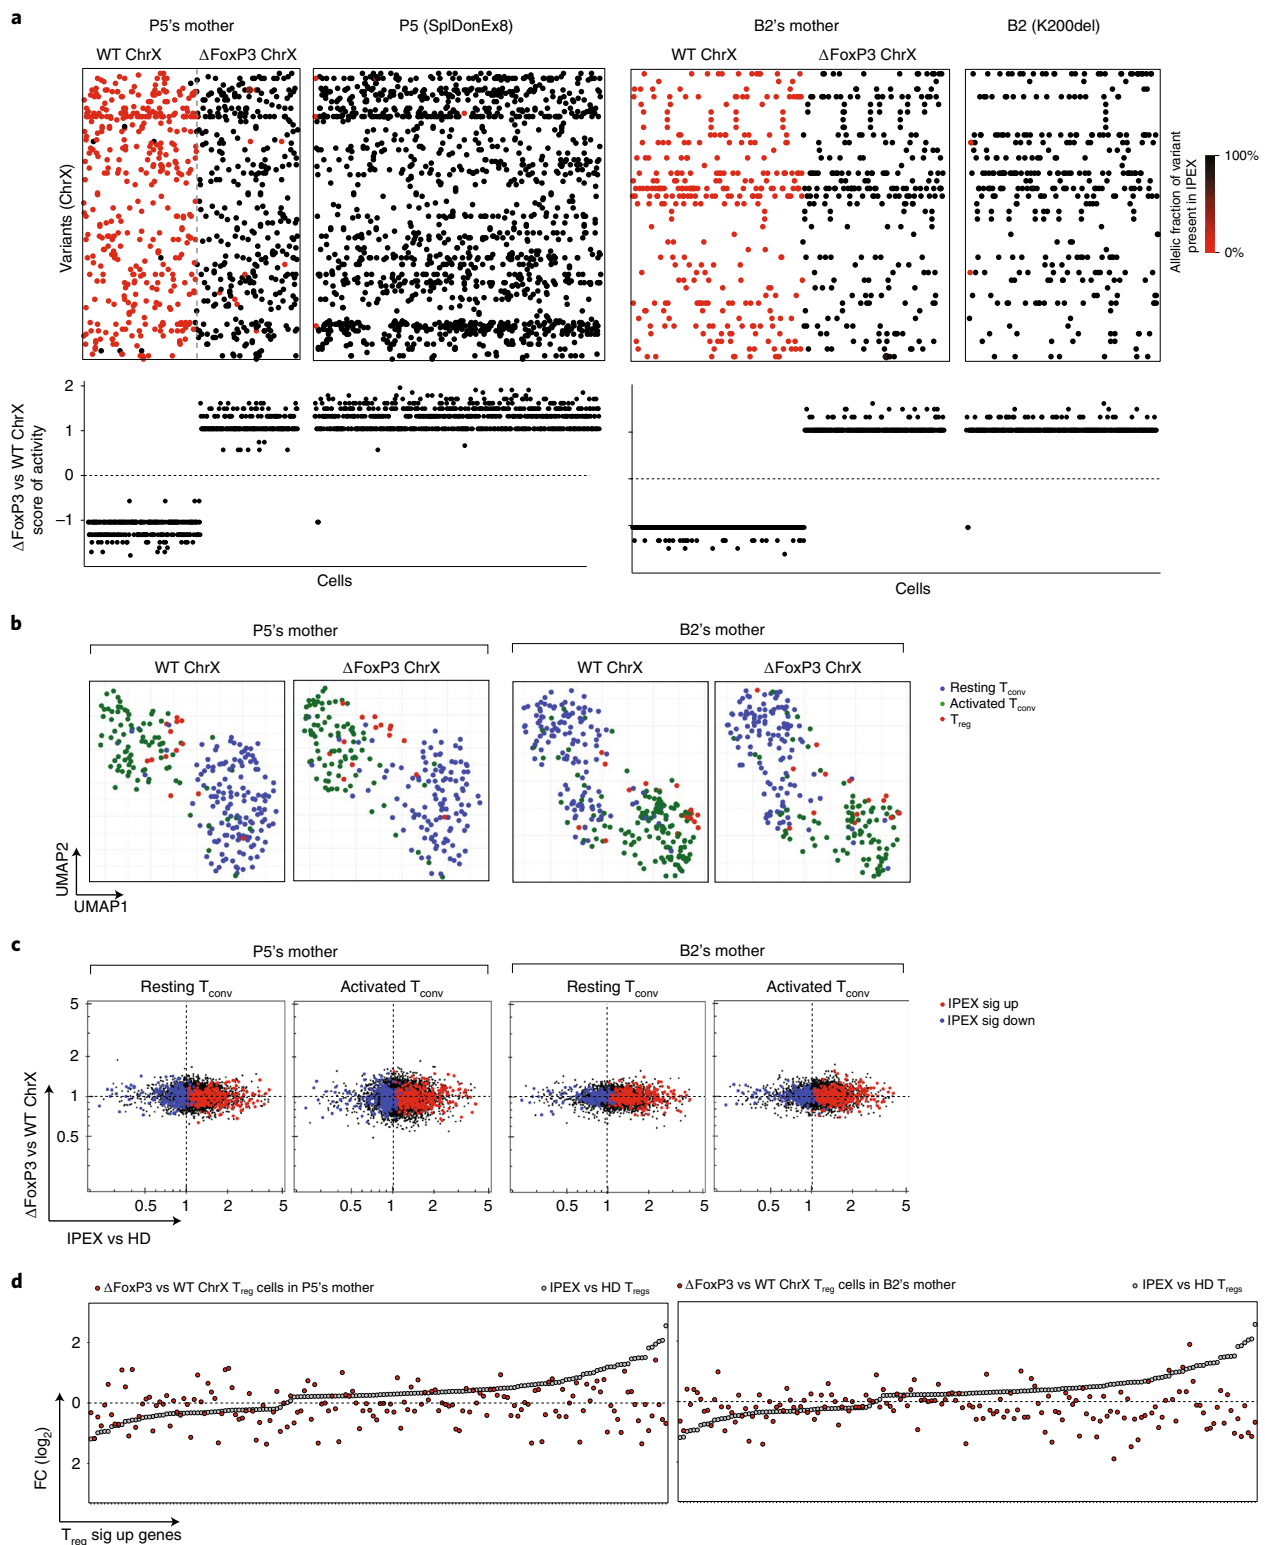 a
P5's mother
P5 (SplDonEx8)
B2's mother
B2 (K200del)
WT ChrX
ΔFoxP3 ChrX
WT ChrX
ΔFoxP3 ChrX
Variants (ChrX)
Allelic fraction of variant
present in IPEX
100%
0%
2
1
0
−1
ΔFoxP3 vs WT ChrX
score of activity
Cells
Cells
b
P5's mother
B2's mother
WT ChrX
ΔFoxP3 ChrX
WT ChrX
ΔFoxP3 ChrX
Resting Tconv
Activated Tconv
Treg
UMAP2
UMAP1
c
P5's mother
B2's mother
Resting Tconv
Activated Tconv
Resting Tconv
Activated Tconv
IPEX sig up
IPEX sig down
5
2
1
0.5
ΔFoxP3 vs WT ChrX
0.5 1 2 5
0.5 1 2 5
0.5 1 2 5
0.5 1 2 5
IPEX vs HD
d
ΔFoxP3 vs WT ChrX Treg cells in P5's mother
IPEX vs HD Tregs
ΔFoxP3 vs WT ChrX Treg cells in B2's mother
IPEX vs HD Tregs
2
0
2
FC (log2)
Treg sig up genes